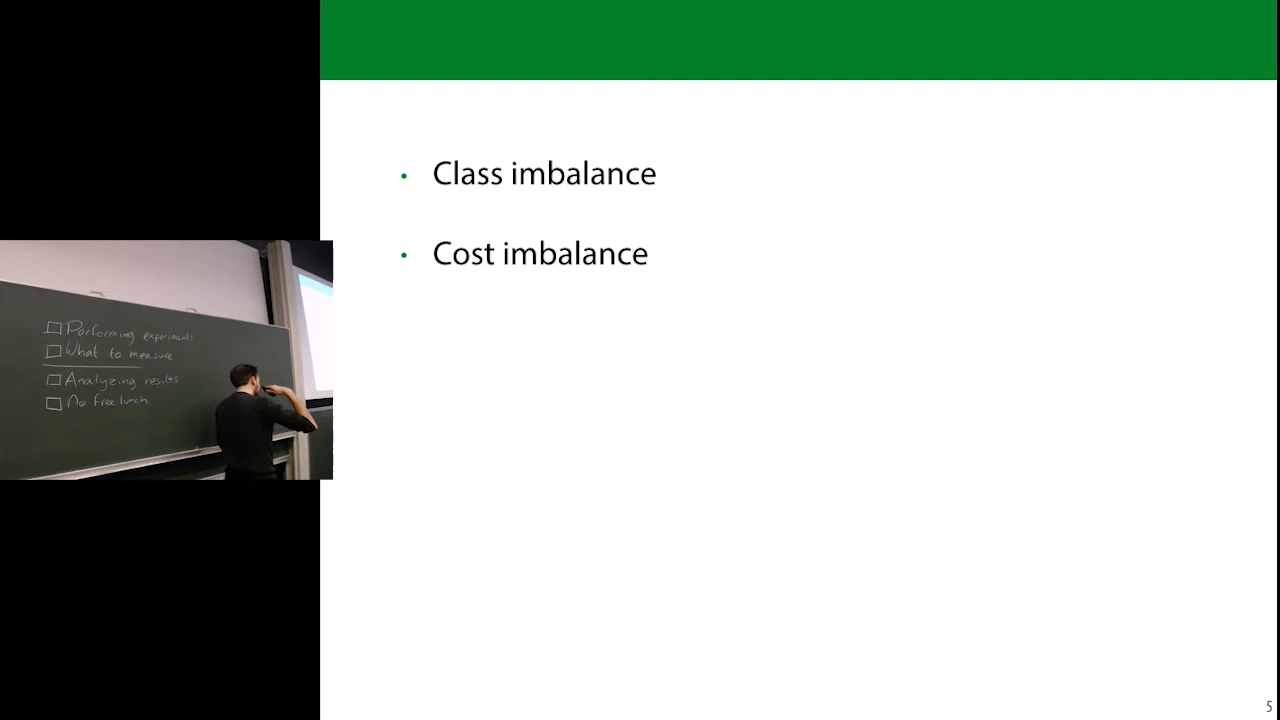 Class imbalance
Cost imbalance
Performing experiments
What to measure
Analyzing results
No free lunch
5